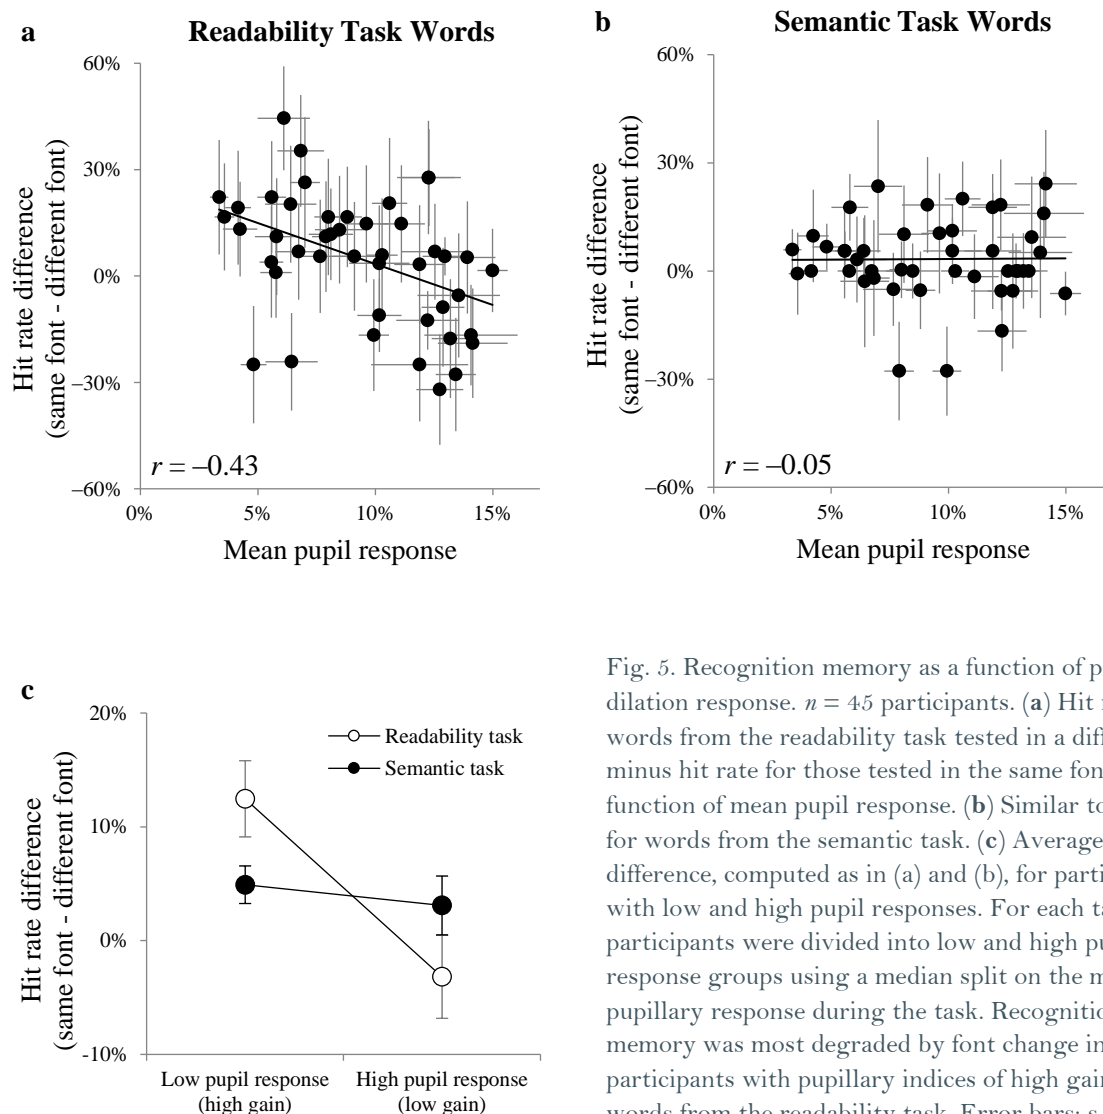 a
Readability Task Words
60%
30%
0%
–30%
–60%
Hit rate difference
(same font - different font)
r = –0.43
0%
5%
10%
15%
Mean pupil response
b
Semantic Task Words
60%
30%
0%
–30%
–60%
Hit rate difference
(same font - different font)
r = –0.05
0%
5%
10%
15%
Mean pupil response
c
20%
10%
0%
-10%
Hit rate difference
(same font - different font)
Readability task
Semantic task
Low pupil response
(high gain)
High pupil response
(low gain)
Fig. 5. Recognition memory as a function of p
dilation response. n = 45 participants. (a) Hit
words from the readability task tested in a diff
minus hit rate for those tested in the same fon
function of mean pupil response. (b) Similar to
for words from the semantic task. (c) Average
difference, computed as in (a) and (b), for parti
with low and high pupil responses. For each ta
participants were divided into low and high pu
response groups using a median split on the m
pupillary response during the task. Recognitio
memory was most degraded by font change in
participants with pupillary indices of high gain
words from the readability task. Error bars: